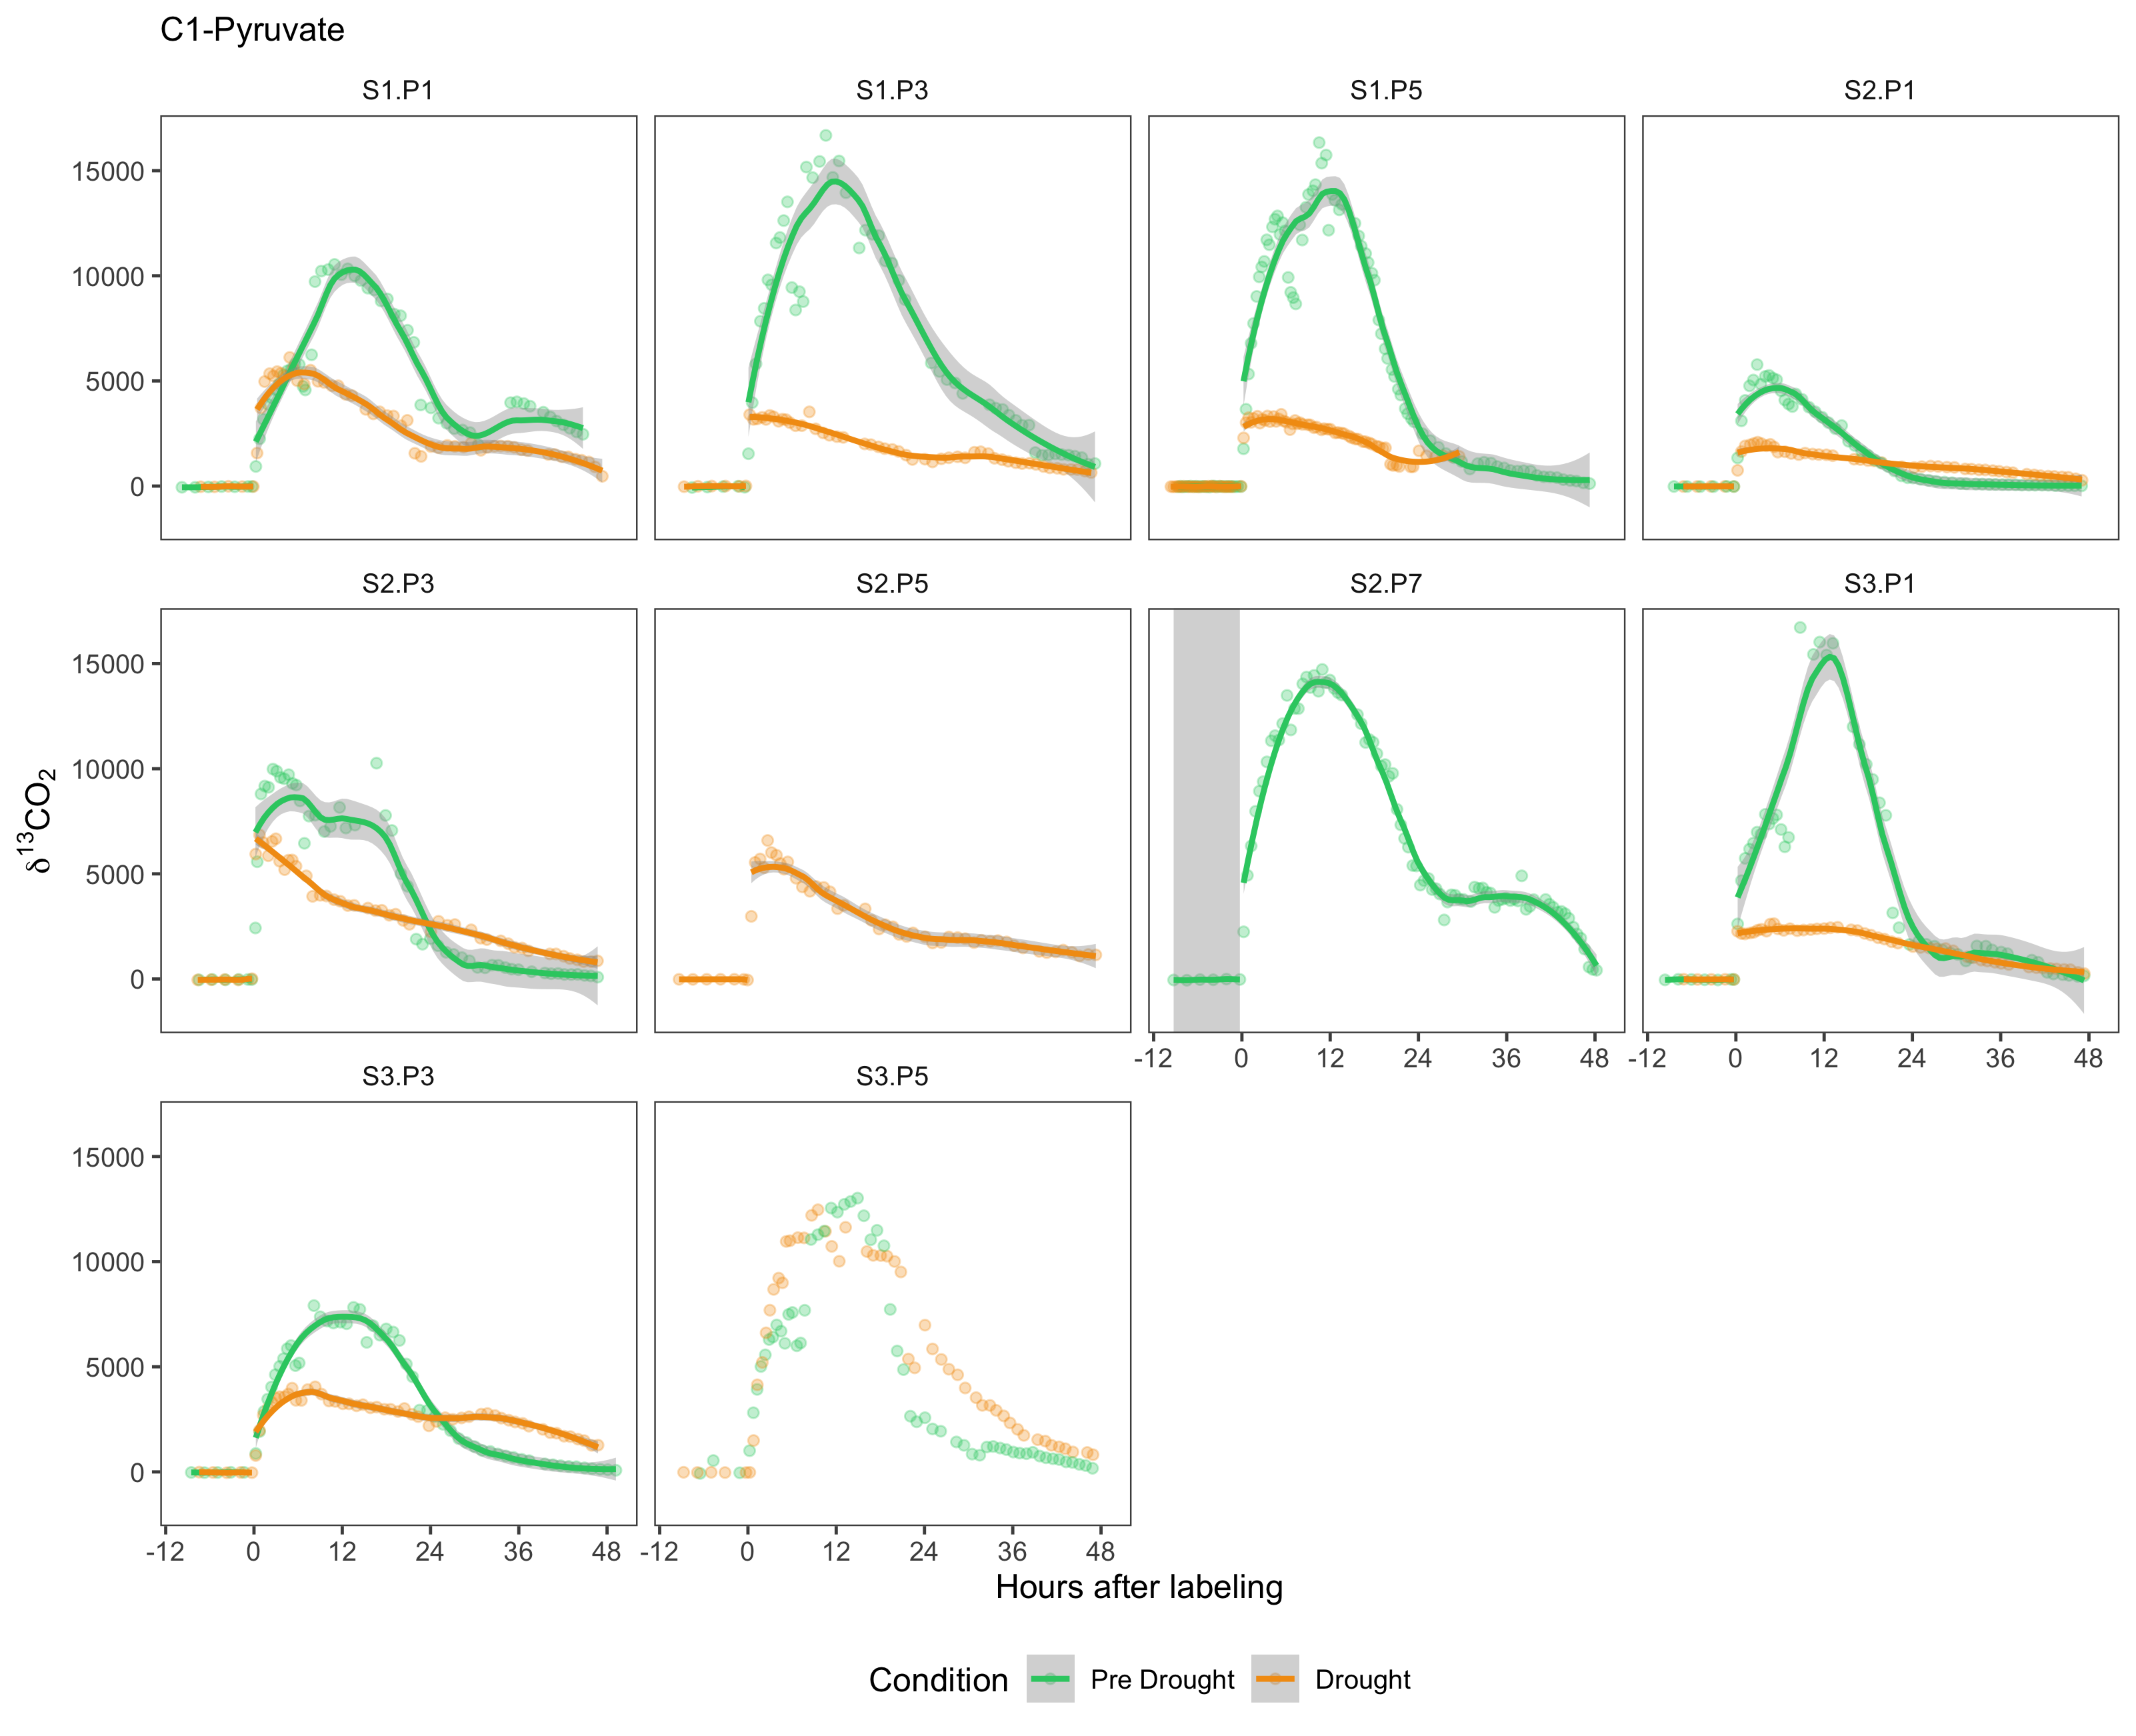 C1-Pyruvate
S1.P1 S1.P3 S1.P5 S2.P1
15000
10000
5000
0
S2.P3 S2.P5 S2.P7 S3.P1
15000
10000
5000
0
-12 0 12 24 36 48 -12 0 12 24 36 48
S3.P3 S3.P5
15000
10000
5000
0
-12 0 12 24 36 48 -12 0 12 24 36 48
δ¹³CO₂
Hours after labeling
Condition Pre Drought Drought